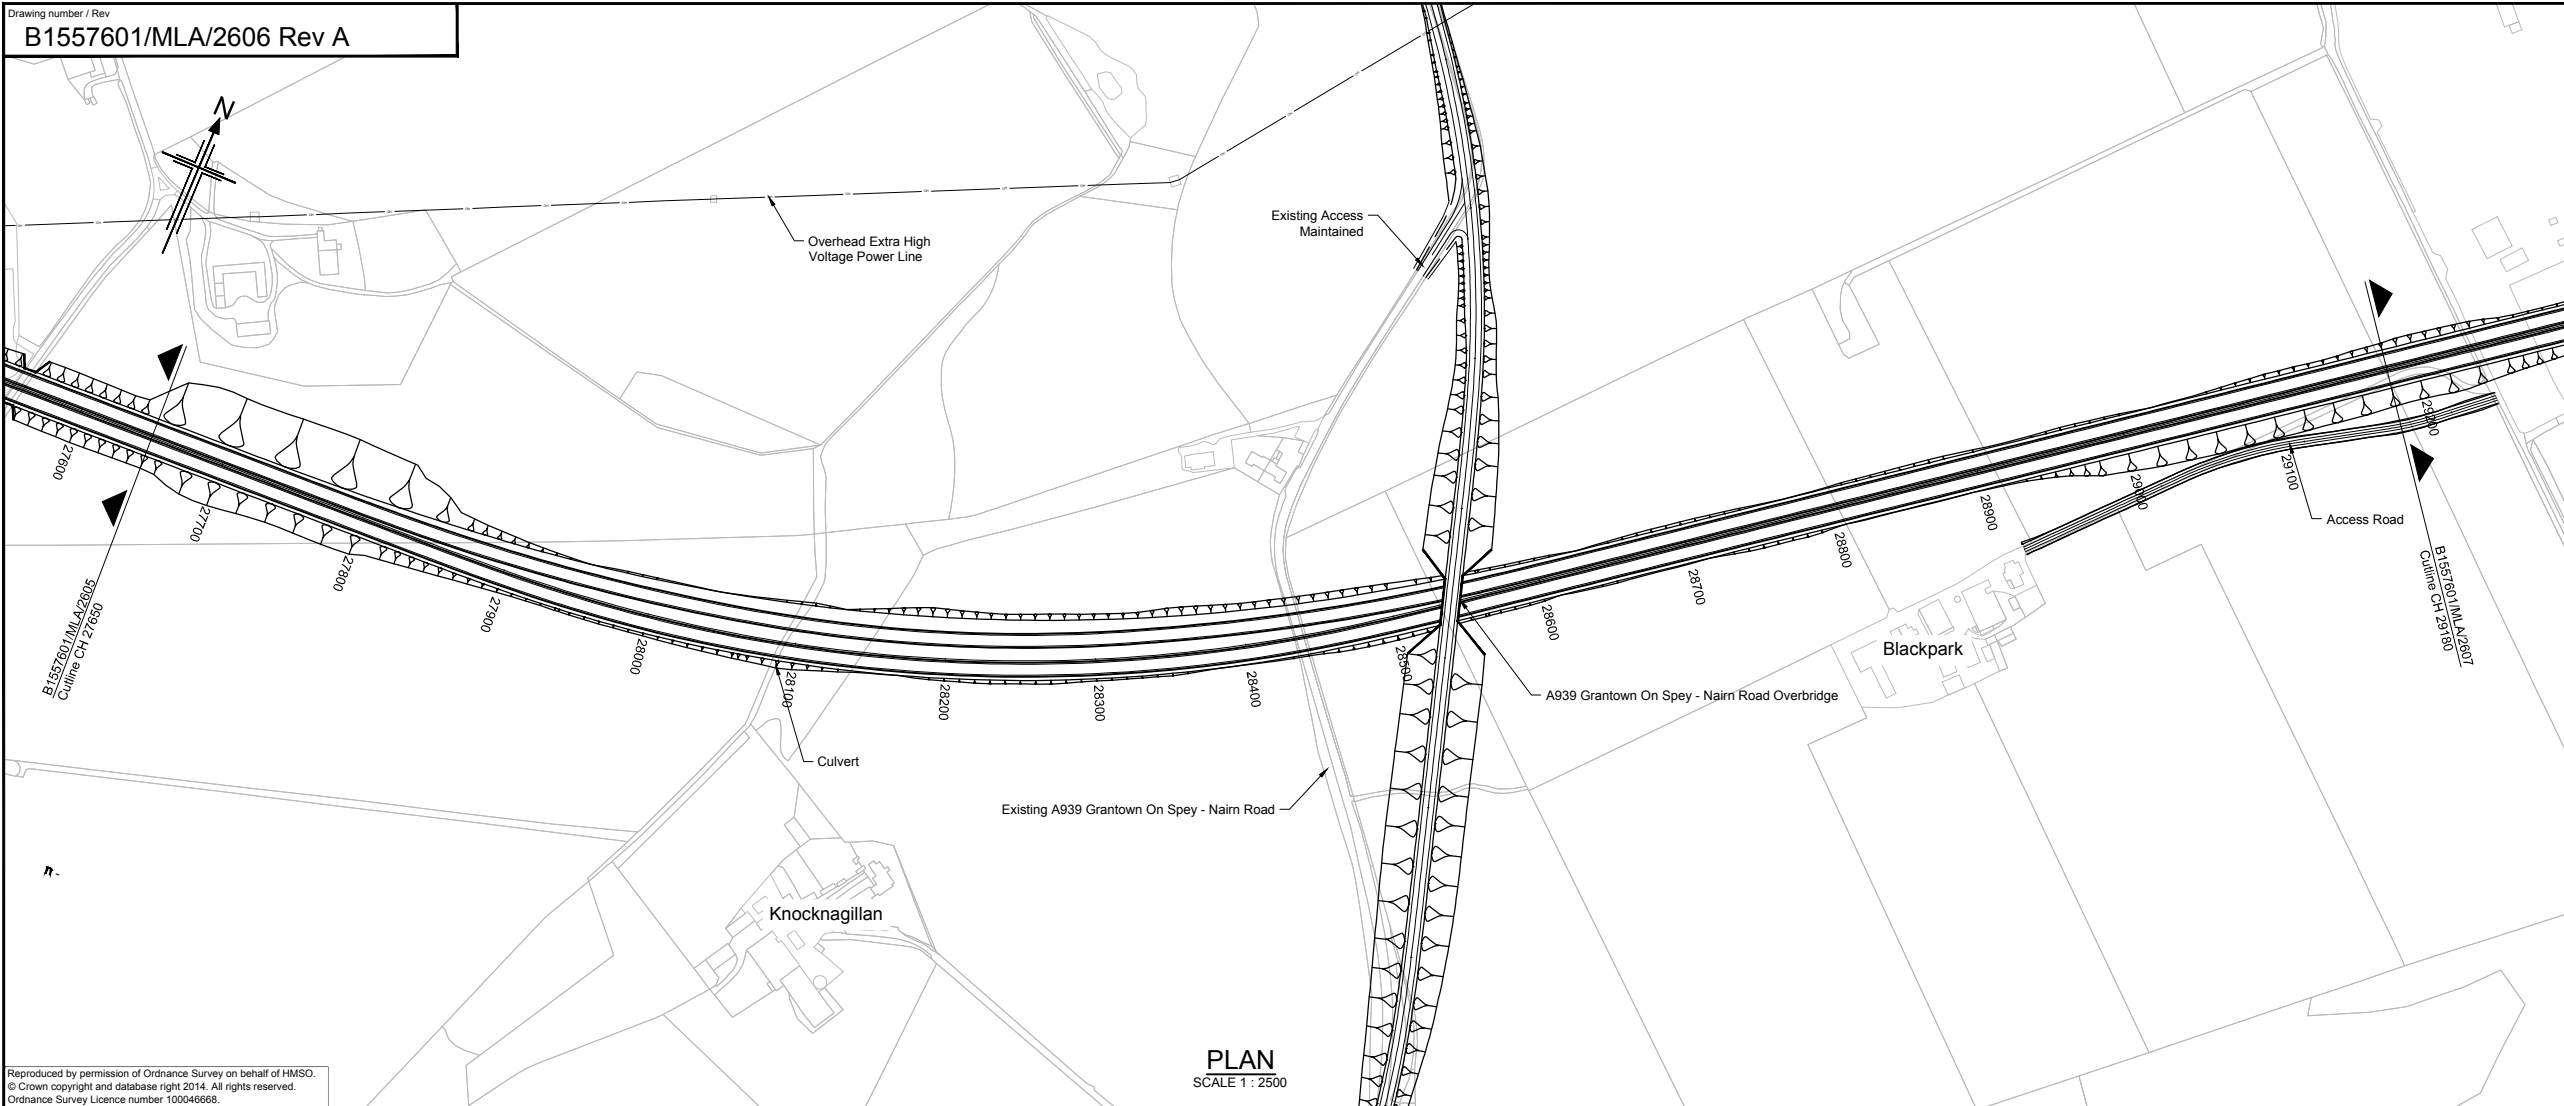 Drawing number / Rev
B1557601/MLA/2606 Rev A
N
Overhead Extra High
Voltage Power Line
Existing Access
Maintained
27600
27700
27800
27900
28000
28100
28200
28300
28400
28500
28600
28700
28800
28900
29000
29100
29200
B1557601/MLA/2605
Cutline CH 27650
B1557601/MLA/2607
Cutline CH 29180
Access Road
Blackpark
A939 Grantown On Spey - Nairn Road Overbridge
Culvert
Existing A939 Grantown On Spey - Nairn Road
Knocknagillan
PLAN
SCALE 1 : 2500
Reproduced by permission of Ordnance Survey on behalf of HMSO.
© Crown copyright and database right 2014. All rights reserved.
Ordnance Survey Licence number 100046668.